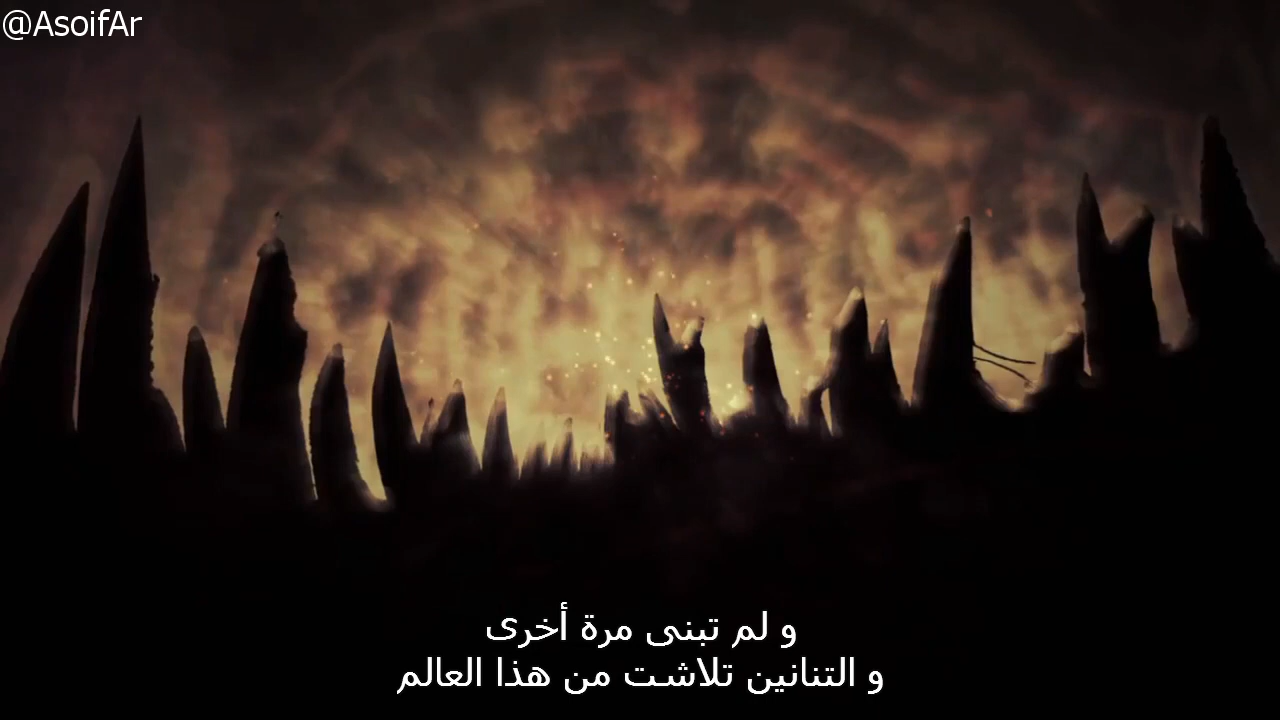 @AsoifAr
و لم تبنى مرة أخرى
و التنانين تلاشت من هذا العالم